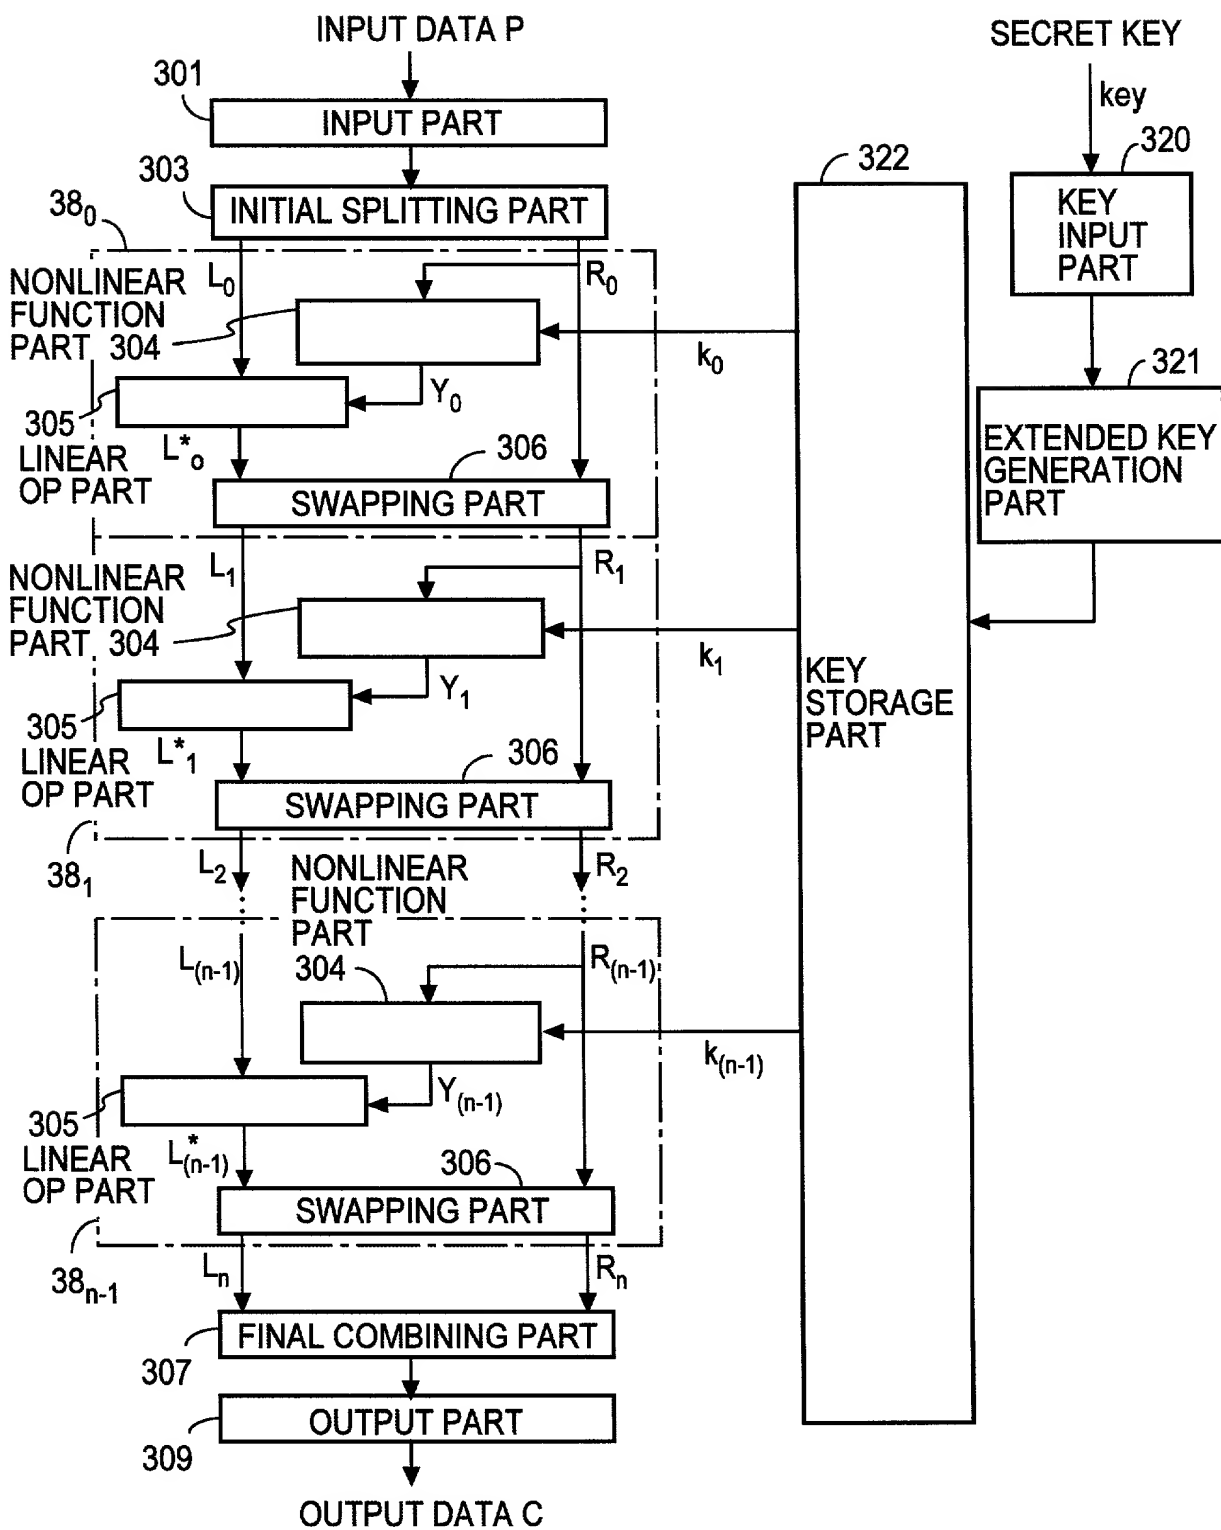 INPUT DATA P
SECRET KEY
301
key
INPUT PART
320
303
322
38₀
INITIAL SPLITTING PART
KEY
INPUT
PART
NONLINEAR
FUNCTION
PART 304
L₀
R₀
k₀
321
Y₀
305
LINEAR
OP PART
L*ₒ
306
EXTENDED KEY
GENERATION
PART
SWAPPING PART
NONLINEAR
FUNCTION
PART 304
L₁
R₁
k₁
KEY
STORAGE
PART
Y₁
305
LINEAR
OP PART
L*₁
306
SWAPPING PART
38₁
L₂
R₂
NONLINEAR
FUNCTION
PART
304
L₍ₙ₋₁₎
R₍ₙ₋₁₎
k₍ₙ₋₁₎
Y₍ₙ₋₁₎
305
LINEAR
OP PART
L*₍ₙ₋₁₎
306
SWAPPING PART
38ₙ₋₁
Lₙ
Rₙ
FINAL COMBINING PART
307
OUTPUT PART
309
OUTPUT DATA C